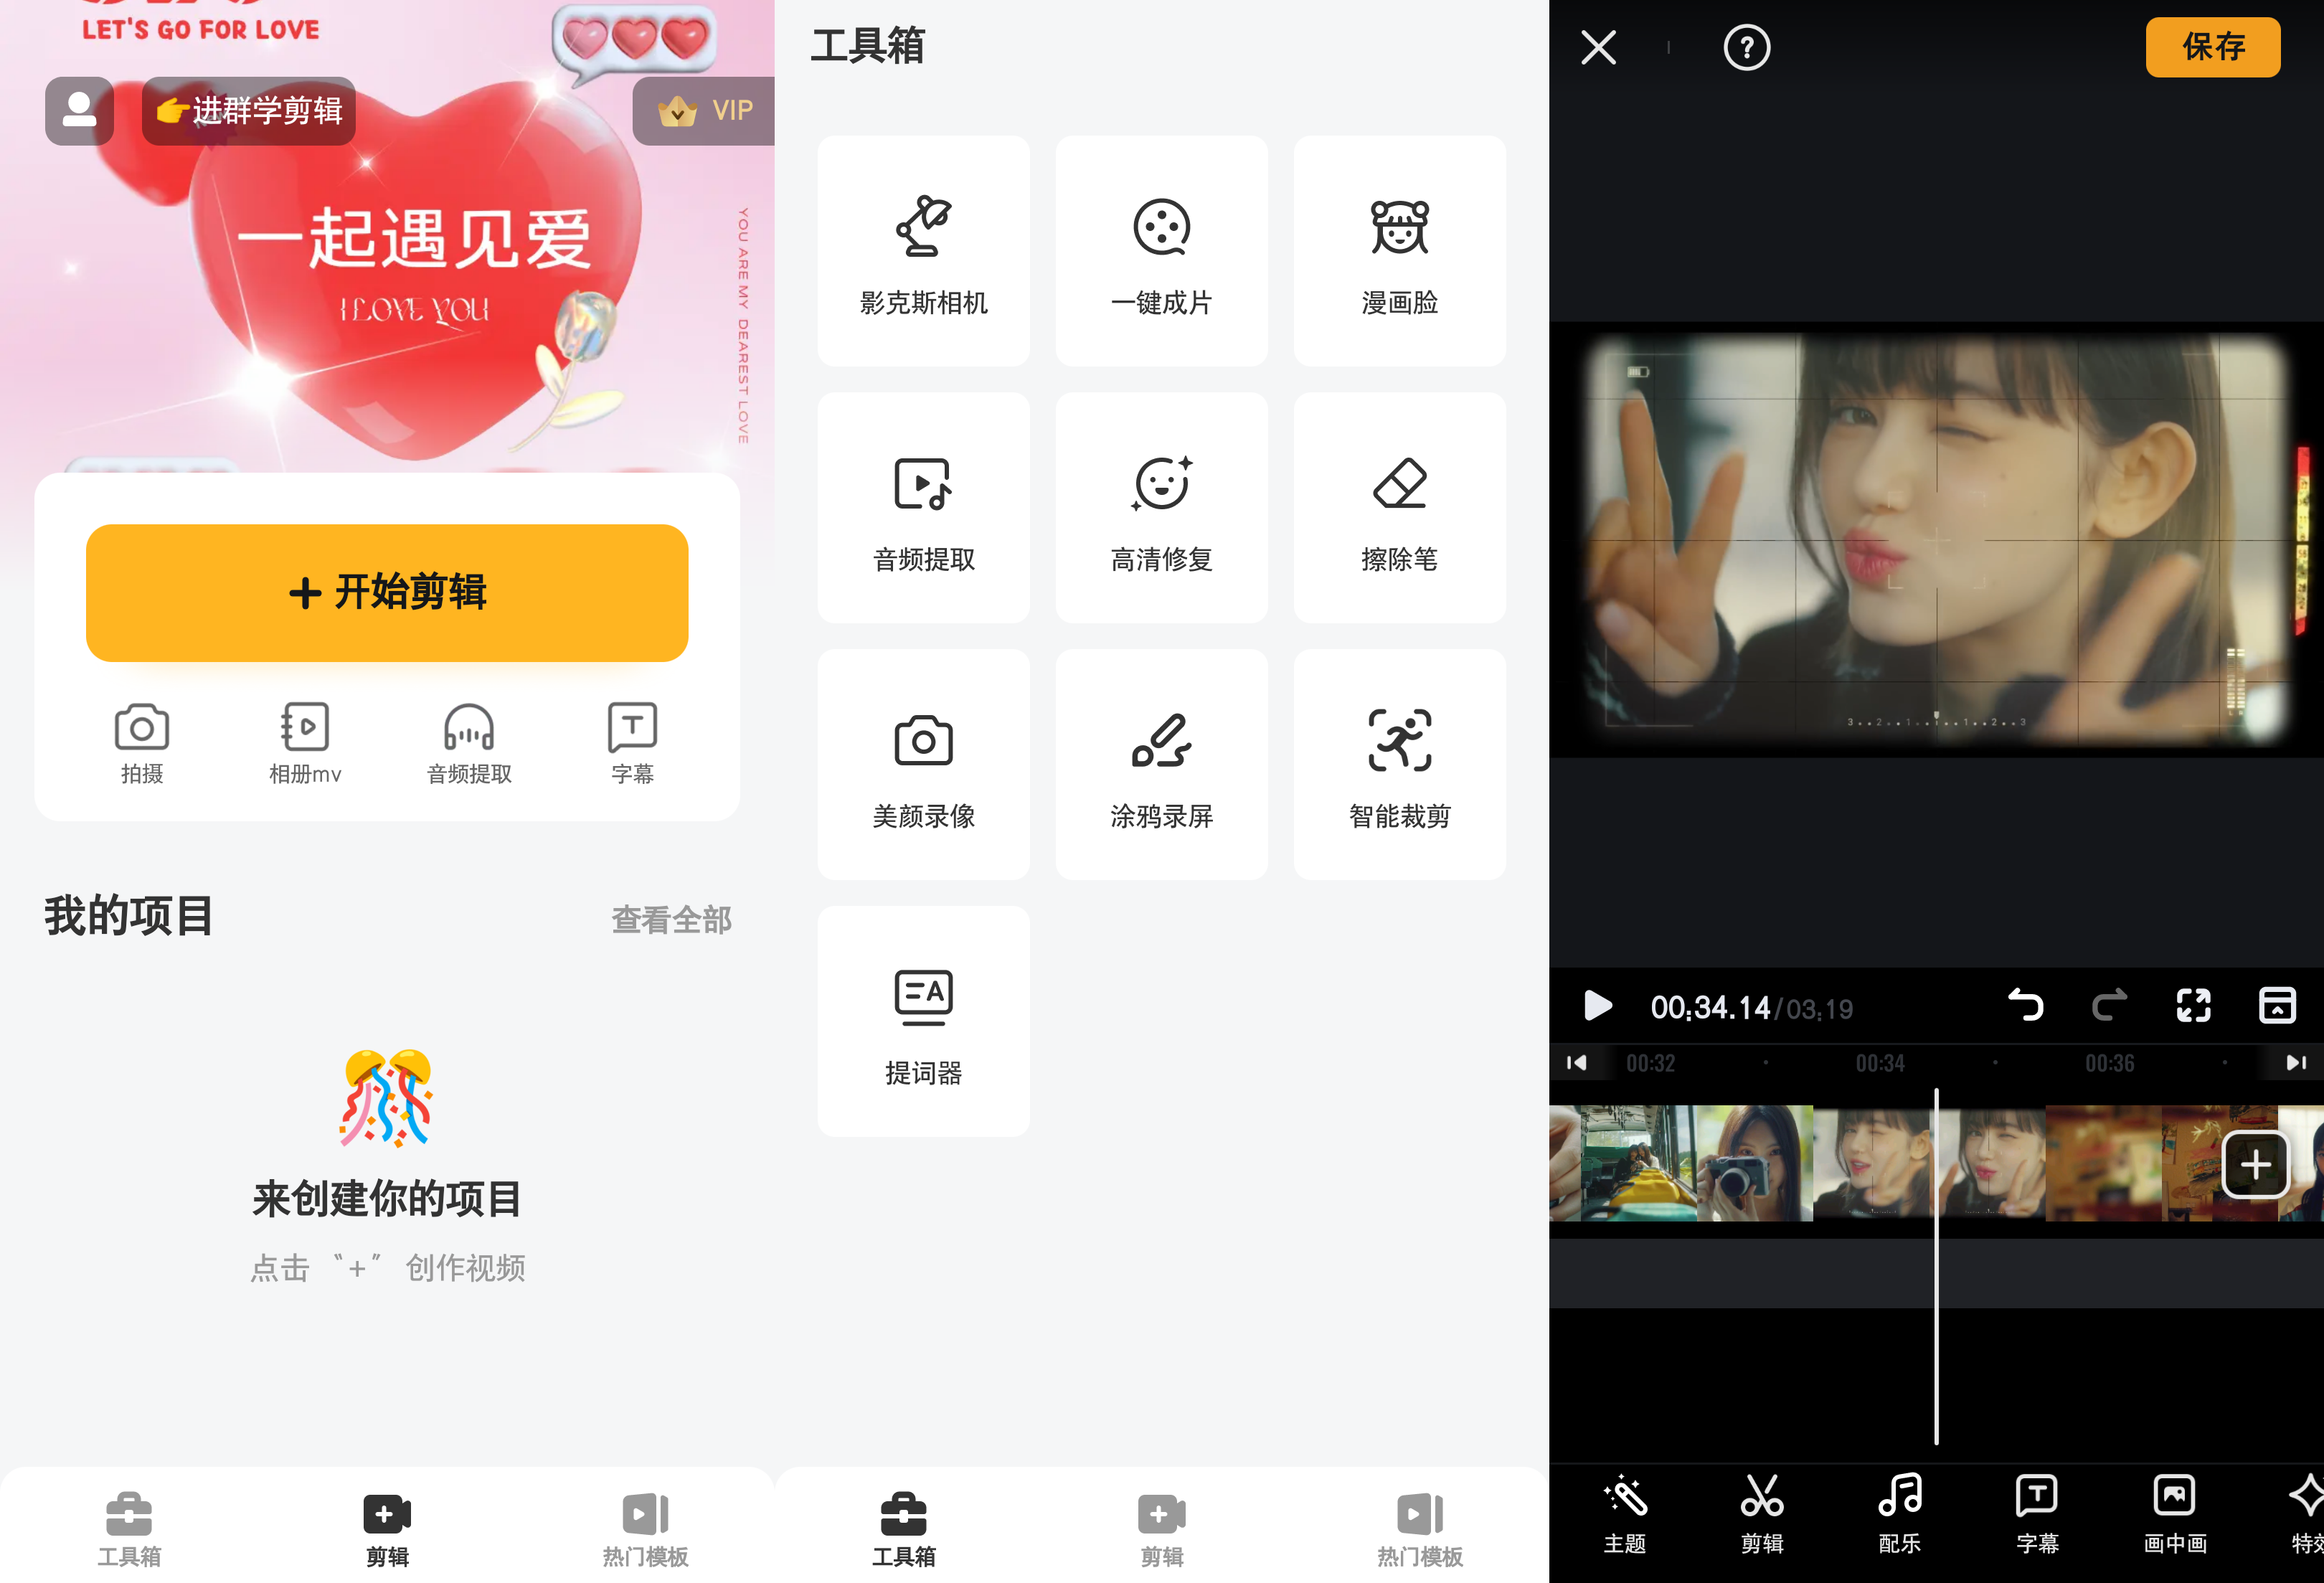 LET'S GO FOR LOVE
👉进群学剪辑
VIP
一起遇见爱
I LOVE YOU
YOU ARE MY DEAREST LOVE
+ 开始剪辑
拍摄
相册mv
音频提取
字幕
我的项目
查看全部
来创建你的项目
点击 “+” 创作视频
工具箱
剪辑
热门模板
工具箱
影克斯相机
一键成片
漫画脸
音频提取
高清修复
擦除笔
美颜录像
涂鸦录屏
智能裁剪
提词器
工具箱
剪辑
热门模板
保存
3 2 1 1 2 3
00:34.14/03:19
00:32
00:34
00:36
主题
剪辑
配乐
字幕
画中画
特效